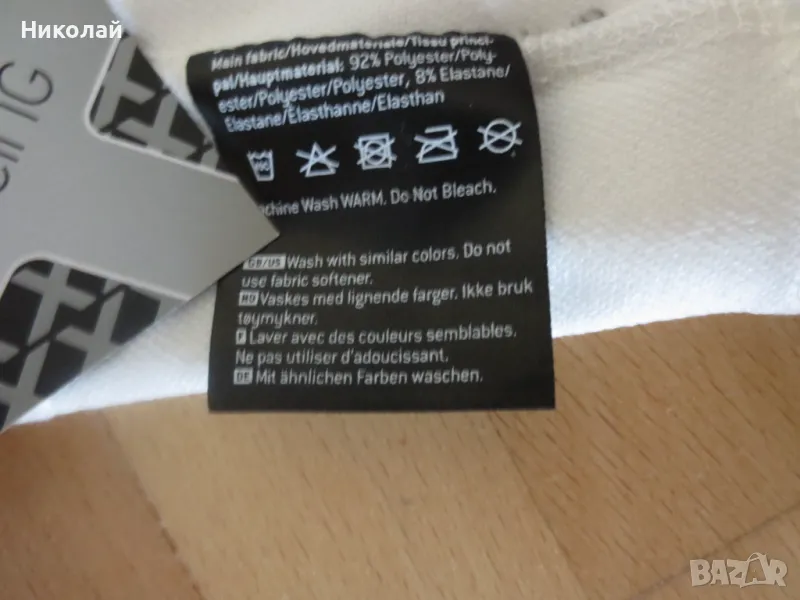 Николай
Main fabric/Hovedmateriale/Tissu princi-
pal/Hauptmaterial: 92% Polyester/Poly-
ester/Polyester/Polyester, 8% Elastane/
Elastane/Élasthanne/Elasthan
chine Wash WARM. Do Not Bleach.
GB/US Wash with similar colors. Do not
use fabric softener.
NO Vaskes med lignende farger. Ikke bruk
tøymykner.
F Laver avec des couleurs semblables.
Ne pas utiliser d'adoucissant.
DE Mit ähnlichen Farben waschen.
BAZAR